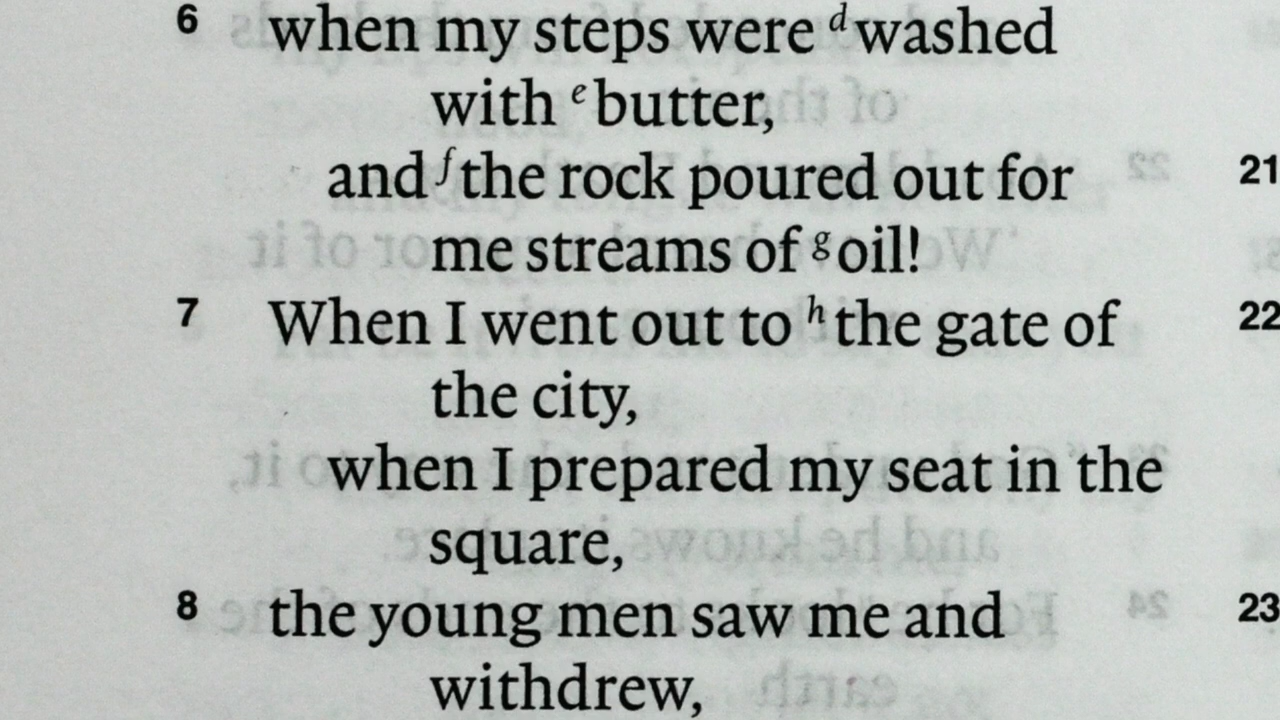 6 when my steps were d washed
with e butter,
and f the rock poured out for
me streams of g oil!
7 When I went out to h the gate of
the city,
when I prepared my seat in the
square,
8 the young men saw me and
withdrew,
21
22
23